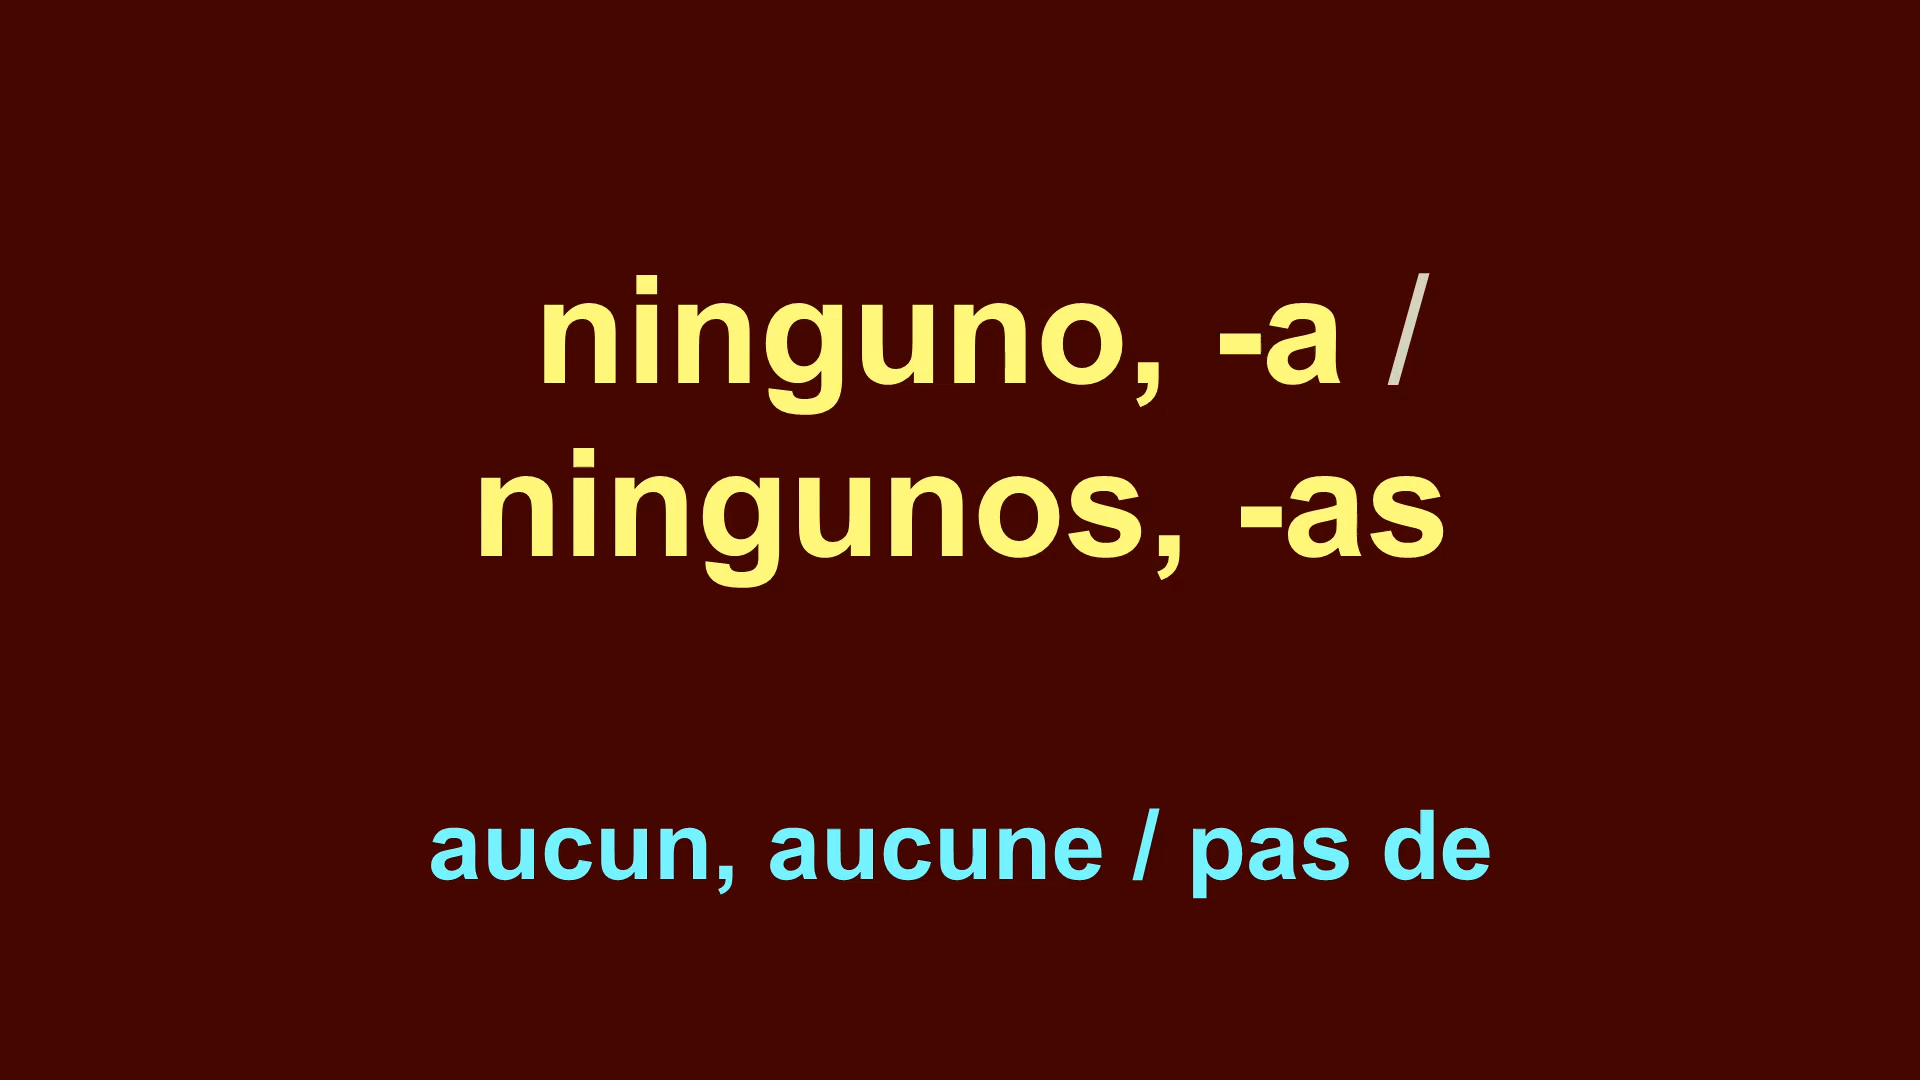 ninguno, -a /
ningunos, -as
aucun, aucune / pas de